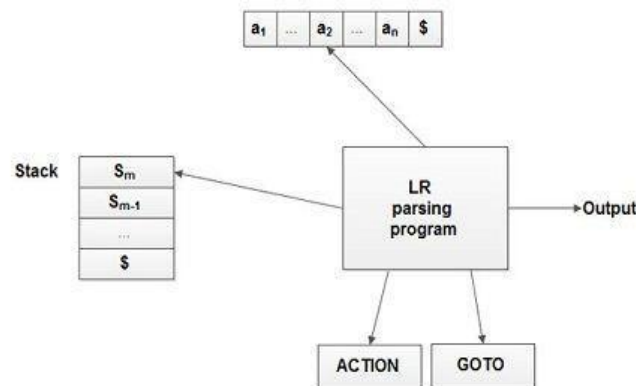 a₁ ... a₂ ... aₙ $
Stack
Sₘ
Sₘ₋₁
...
$
LR
parsing
program
Output
ACTION GOTO